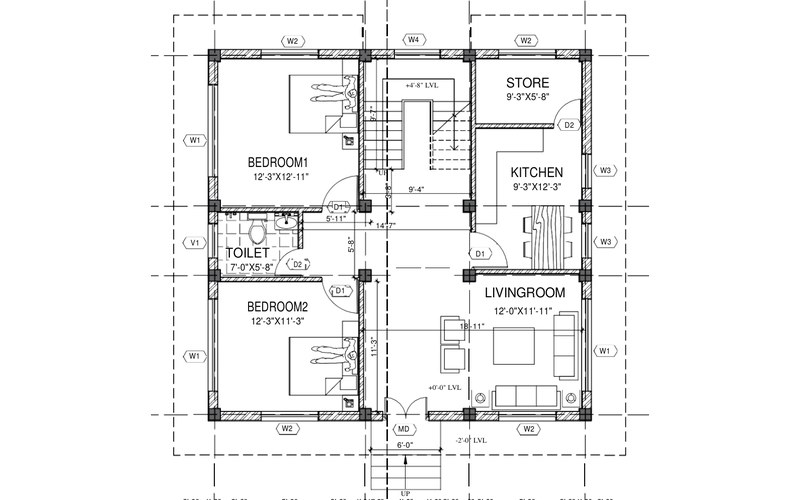 W2
W4
W2
+4'-8" LVL
STORE
9'-3"X5'-8"
D2
9'-7"
W1
BEDROOM1
12'-3"X12'-11"
UP
KITCHEN
9'-3"X12'-3"
W3
9'-4"
D1
4"
5'-11"
14'-7"
V1
TOILET
7'-0"X5'-8"
D2
5'-8"
D1
W3
D1
BEDROOM2
12'-3"X11'-3"
LIVINGROOM
12'-0"X11'-11"
18'-11"
11'-3"
W1
W1
+0'-0" LVL
W2
MD
W2
-2'-0" LVL
6'-0"
UP